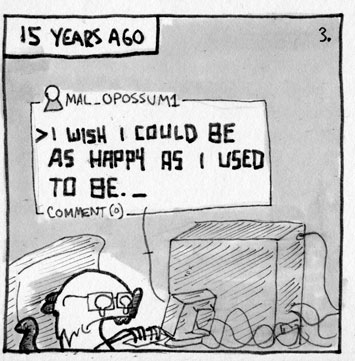 15 YEARS AGO
3.
MAL_OPOSSUM1
>I WISH I COULD BE
AS HAPPY AS I USED
TO BE._
COMMENT(0)